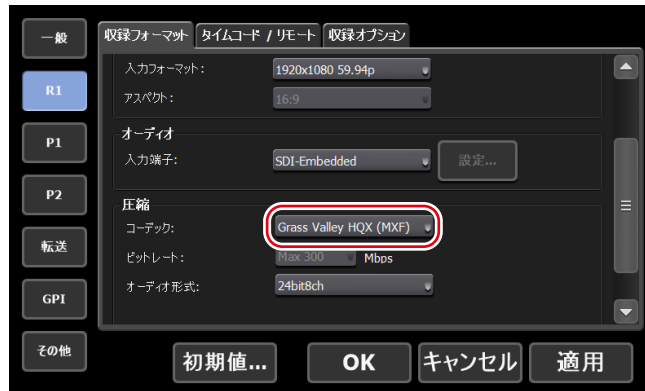 一般
R1
P1
P2
転送
GPI
その他
収録フォーマット タイムコード / リモート 収録オプション
入力フォーマット: 1920x1080 59.94p
アスペクト: 16:9
オーディオ
入力端子: SDI-Embedded 設定...
圧縮
コーデック: Grass Valley HQX (MXF)
ビットレート: Max 300 Mbps
オーディオ形式: 24bit8ch
初期値... OK キャンセル 適用